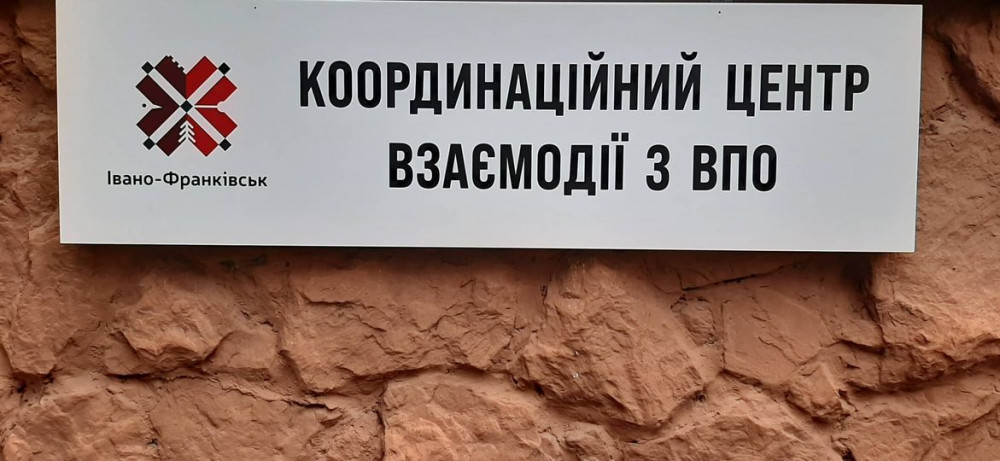 КООРДИНАЦІЙНИЙ ЦЕНТР
ВЗАЄМОДІЇ З ВПО
Івано-Франківськ